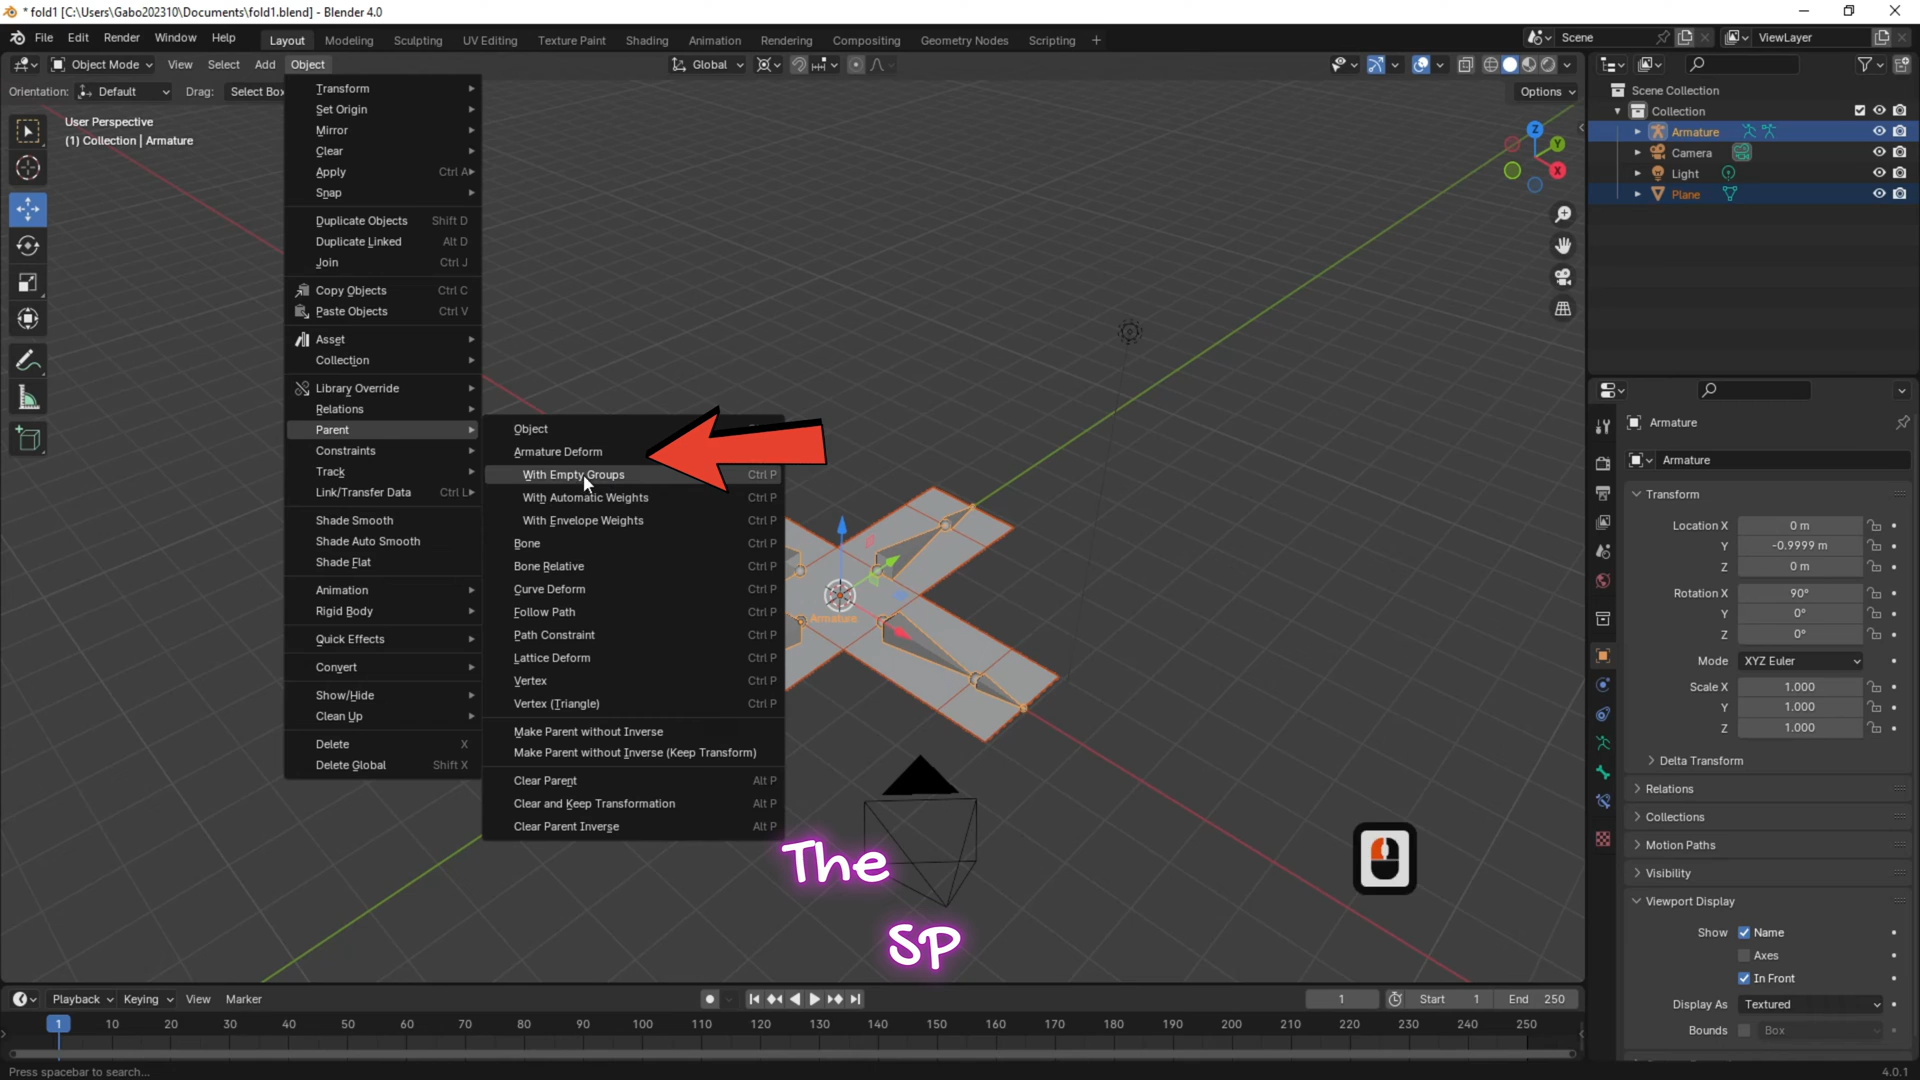 * fold1 [C:\Users\Gabo202310\Documents\fold1.blend] - Blender 4.0
File Edit Render Window Help Layout Modeling Sculpting UV Editing Texture Paint Shading Animation Rendering Compositing Geometry Nodes Scripting + Scene ViewLayer
Object Mode View Select Add Object Global
Orientation: Default Drag: Select Box Options
User Perspective
(1) Collection | Armature
Transform
Set Origin
Mirror
Clear
Apply Ctrl A
Snap
Duplicate Objects Shift D
Duplicate Linked Alt D
Join Ctrl J
Copy Objects Ctrl C
Paste Objects Ctrl V
Asset
Collection
Library Override
Relations
Parent
Constraints
Track
Link/Transfer Data Ctrl L
Shade Smooth
Shade Auto Smooth
Shade Flat
Animation
Rigid Body
Quick Effects
Convert
Show/Hide
Clean Up
Delete X
Delete Global Shift X
Object
Armature Deform
With Empty Groups Ctrl P
With Automatic Weights Ctrl P
With Envelope Weights Ctrl P
Bone Ctrl P
Bone Relative Ctrl P
Curve Deform Ctrl P
Follow Path Ctrl P
Path Constraint Ctrl P
Lattice Deform Ctrl P
Vertex Ctrl P
Vertex (Triangle) Ctrl P
Make Parent without Inverse
Make Parent without Inverse (Keep Transform)
Clear Parent Alt P
Clear and Keep Transformation Alt P
Clear Parent Inverse Alt P
Armature
Z
Y
X
The
SP
Scene Collection
Collection
Armature
Camera
Light
Plane
Armature
Armature
Transform
Location X 0 m
Y -0.9999 m
Z 0 m
Rotation X 90°
Y 0°
Z 0°
Mode XYZ Euler
Scale X 1.000
Y 1.000
Z 1.000
Delta Transform
Relations
Collections
Motion Paths
Visibility
Viewport Display
Show Name
Axes
In Front
Display As Textured
Bounds Box
Playback Keying View Marker 1 Start 1 End 250
1 10 20 30 40 50 60 70 80 90 100 110 120 130 140 150 160 170 180 190 200 210 220 230 240 250
Press spacebar to search... 4.0.1